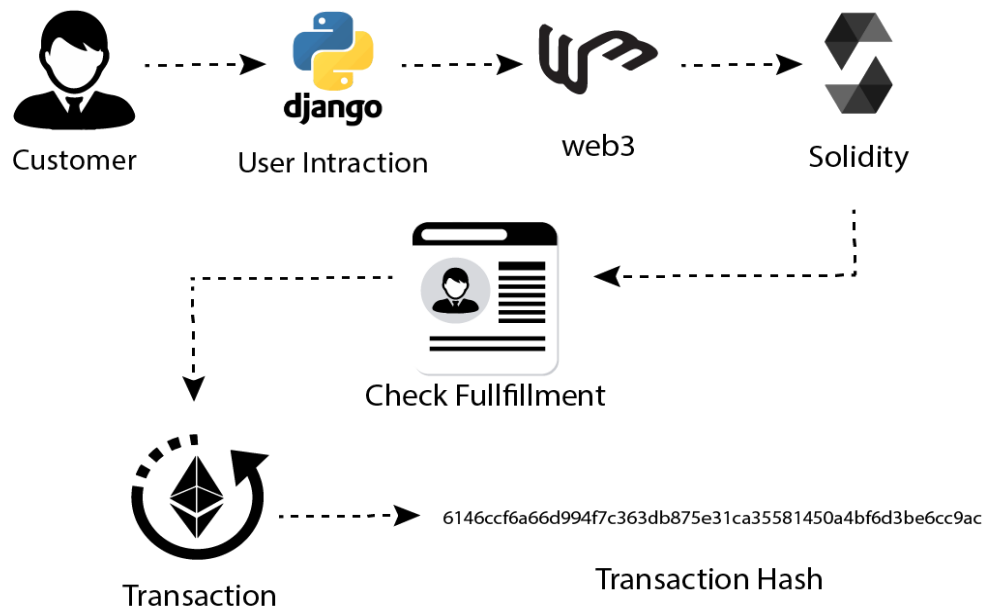 django
Customer
User Intraction
web3
Solidity
Check Fullfillment
6146ccf6a66d994f7c363db875e31ca35581450a4bf6d3be6cc9ac
Transaction
Transaction Hash